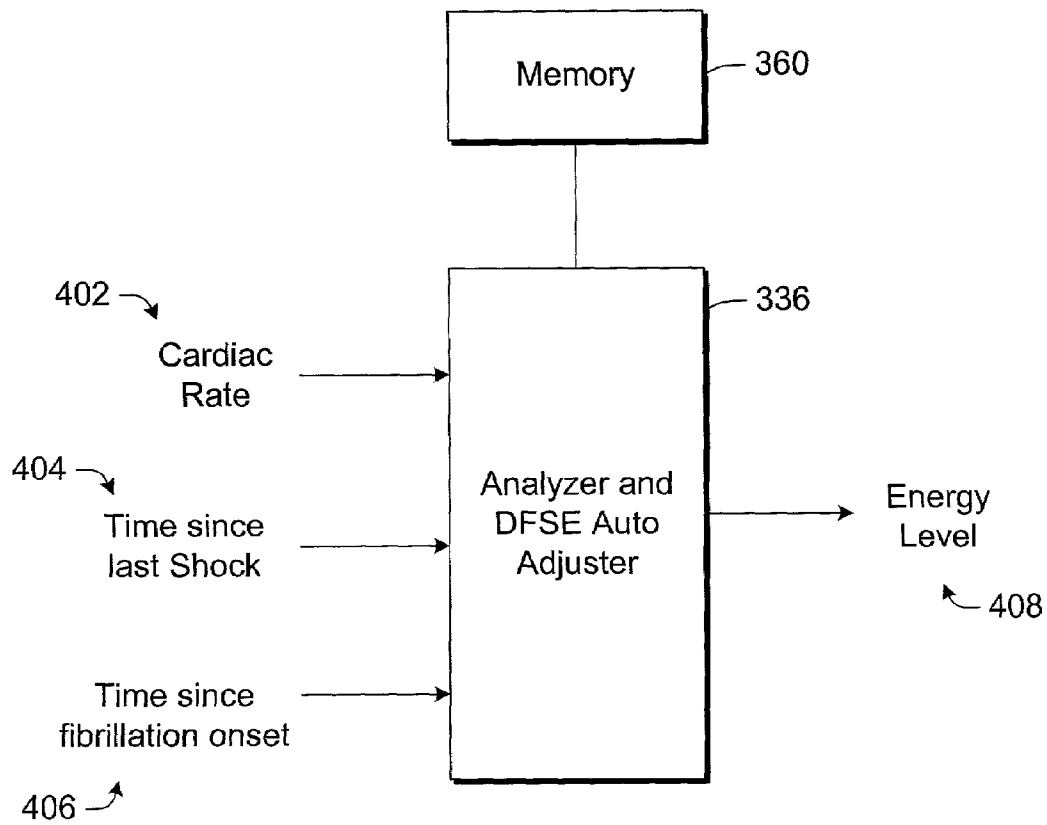 Memory
360
402
Cardiac
Rate
336
404
Time since
last Shock
Analyzer and
DFSE Auto
Adjuster
Energy
Level
408
Time since
fibrillation onset
406